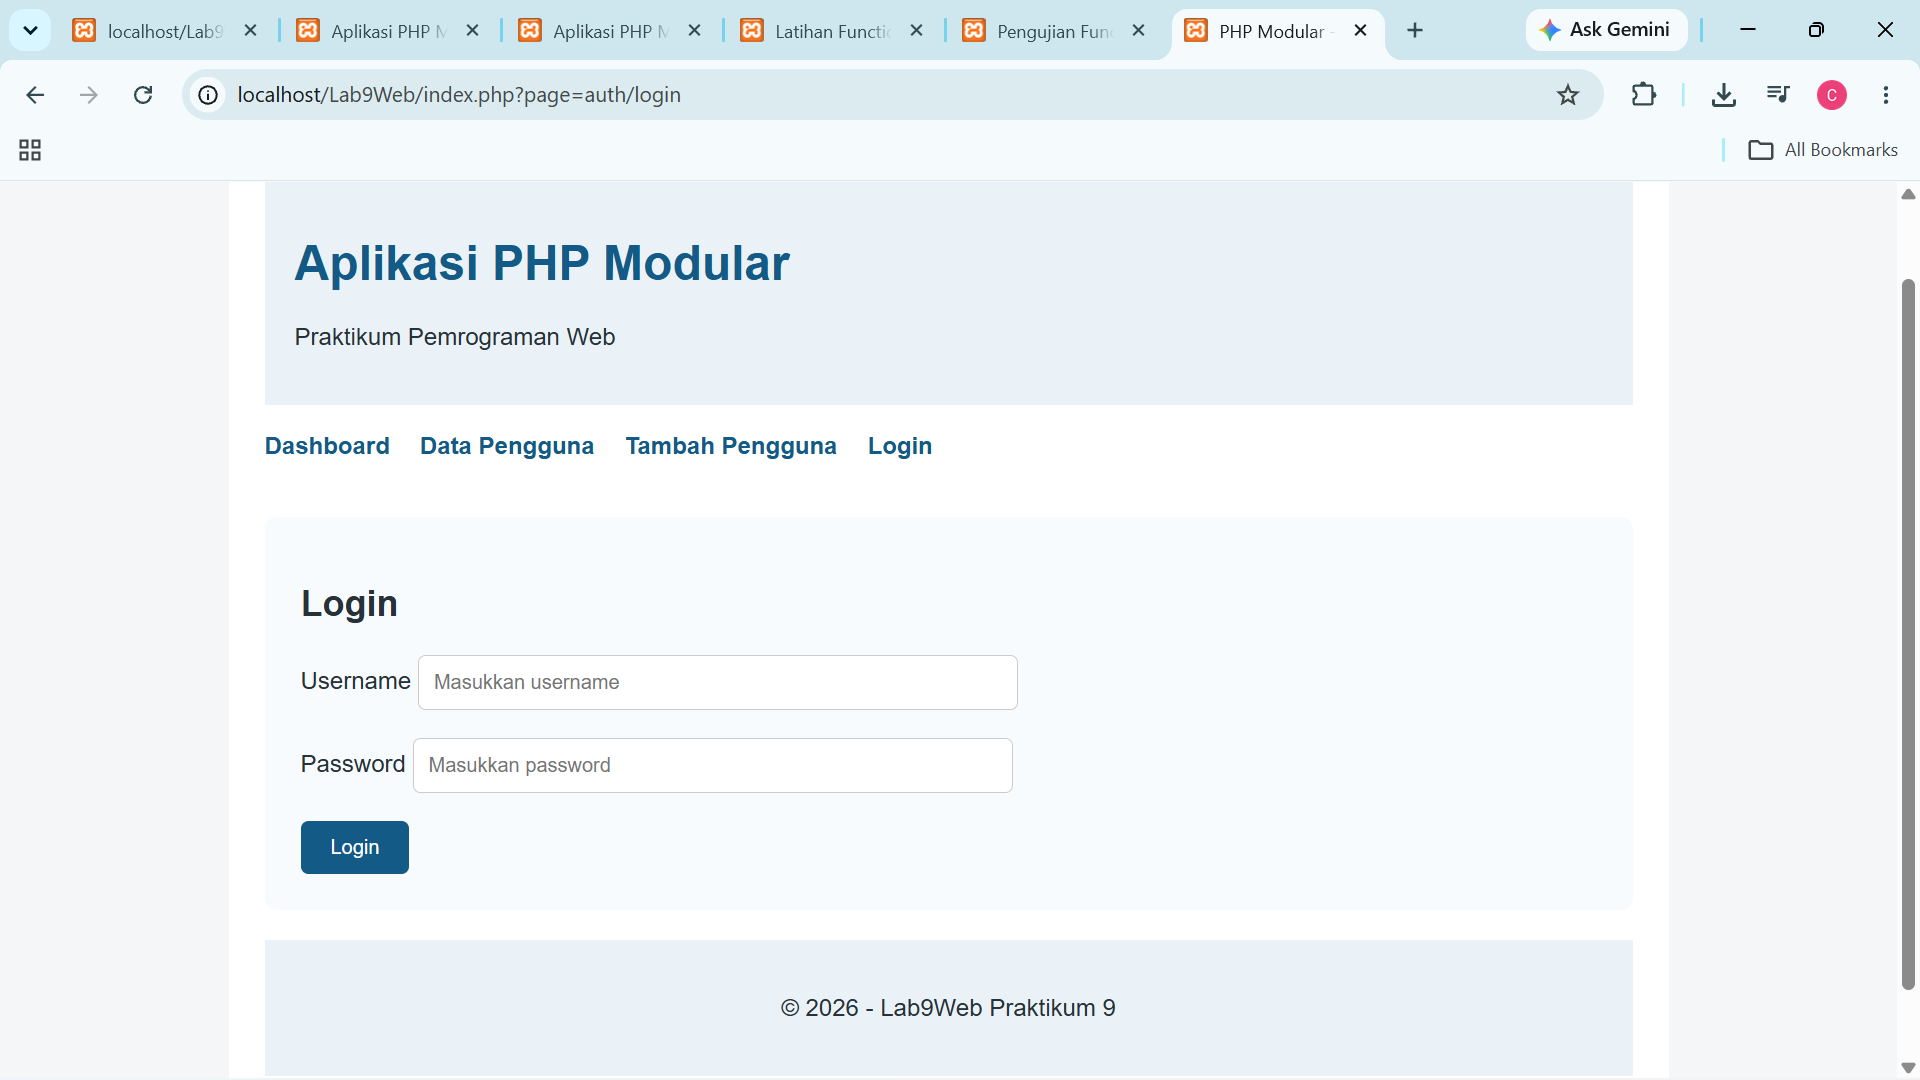 localhost/Lab9
Aplikasi PHP M
Aplikasi PHP M
Latihan Functi
Pengujian Fun
PHP Modular -
Ask Gemini
localhost/Lab9Web/index.php?page=auth/login
C
All Bookmarks
Aplikasi PHP Modular
Praktikum Pemrograman Web
Dashboard Data Pengguna Tambah Pengguna Login
Login
Username Masukkan username
Password Masukkan password
Login
© 2026 - Lab9Web Praktikum 9